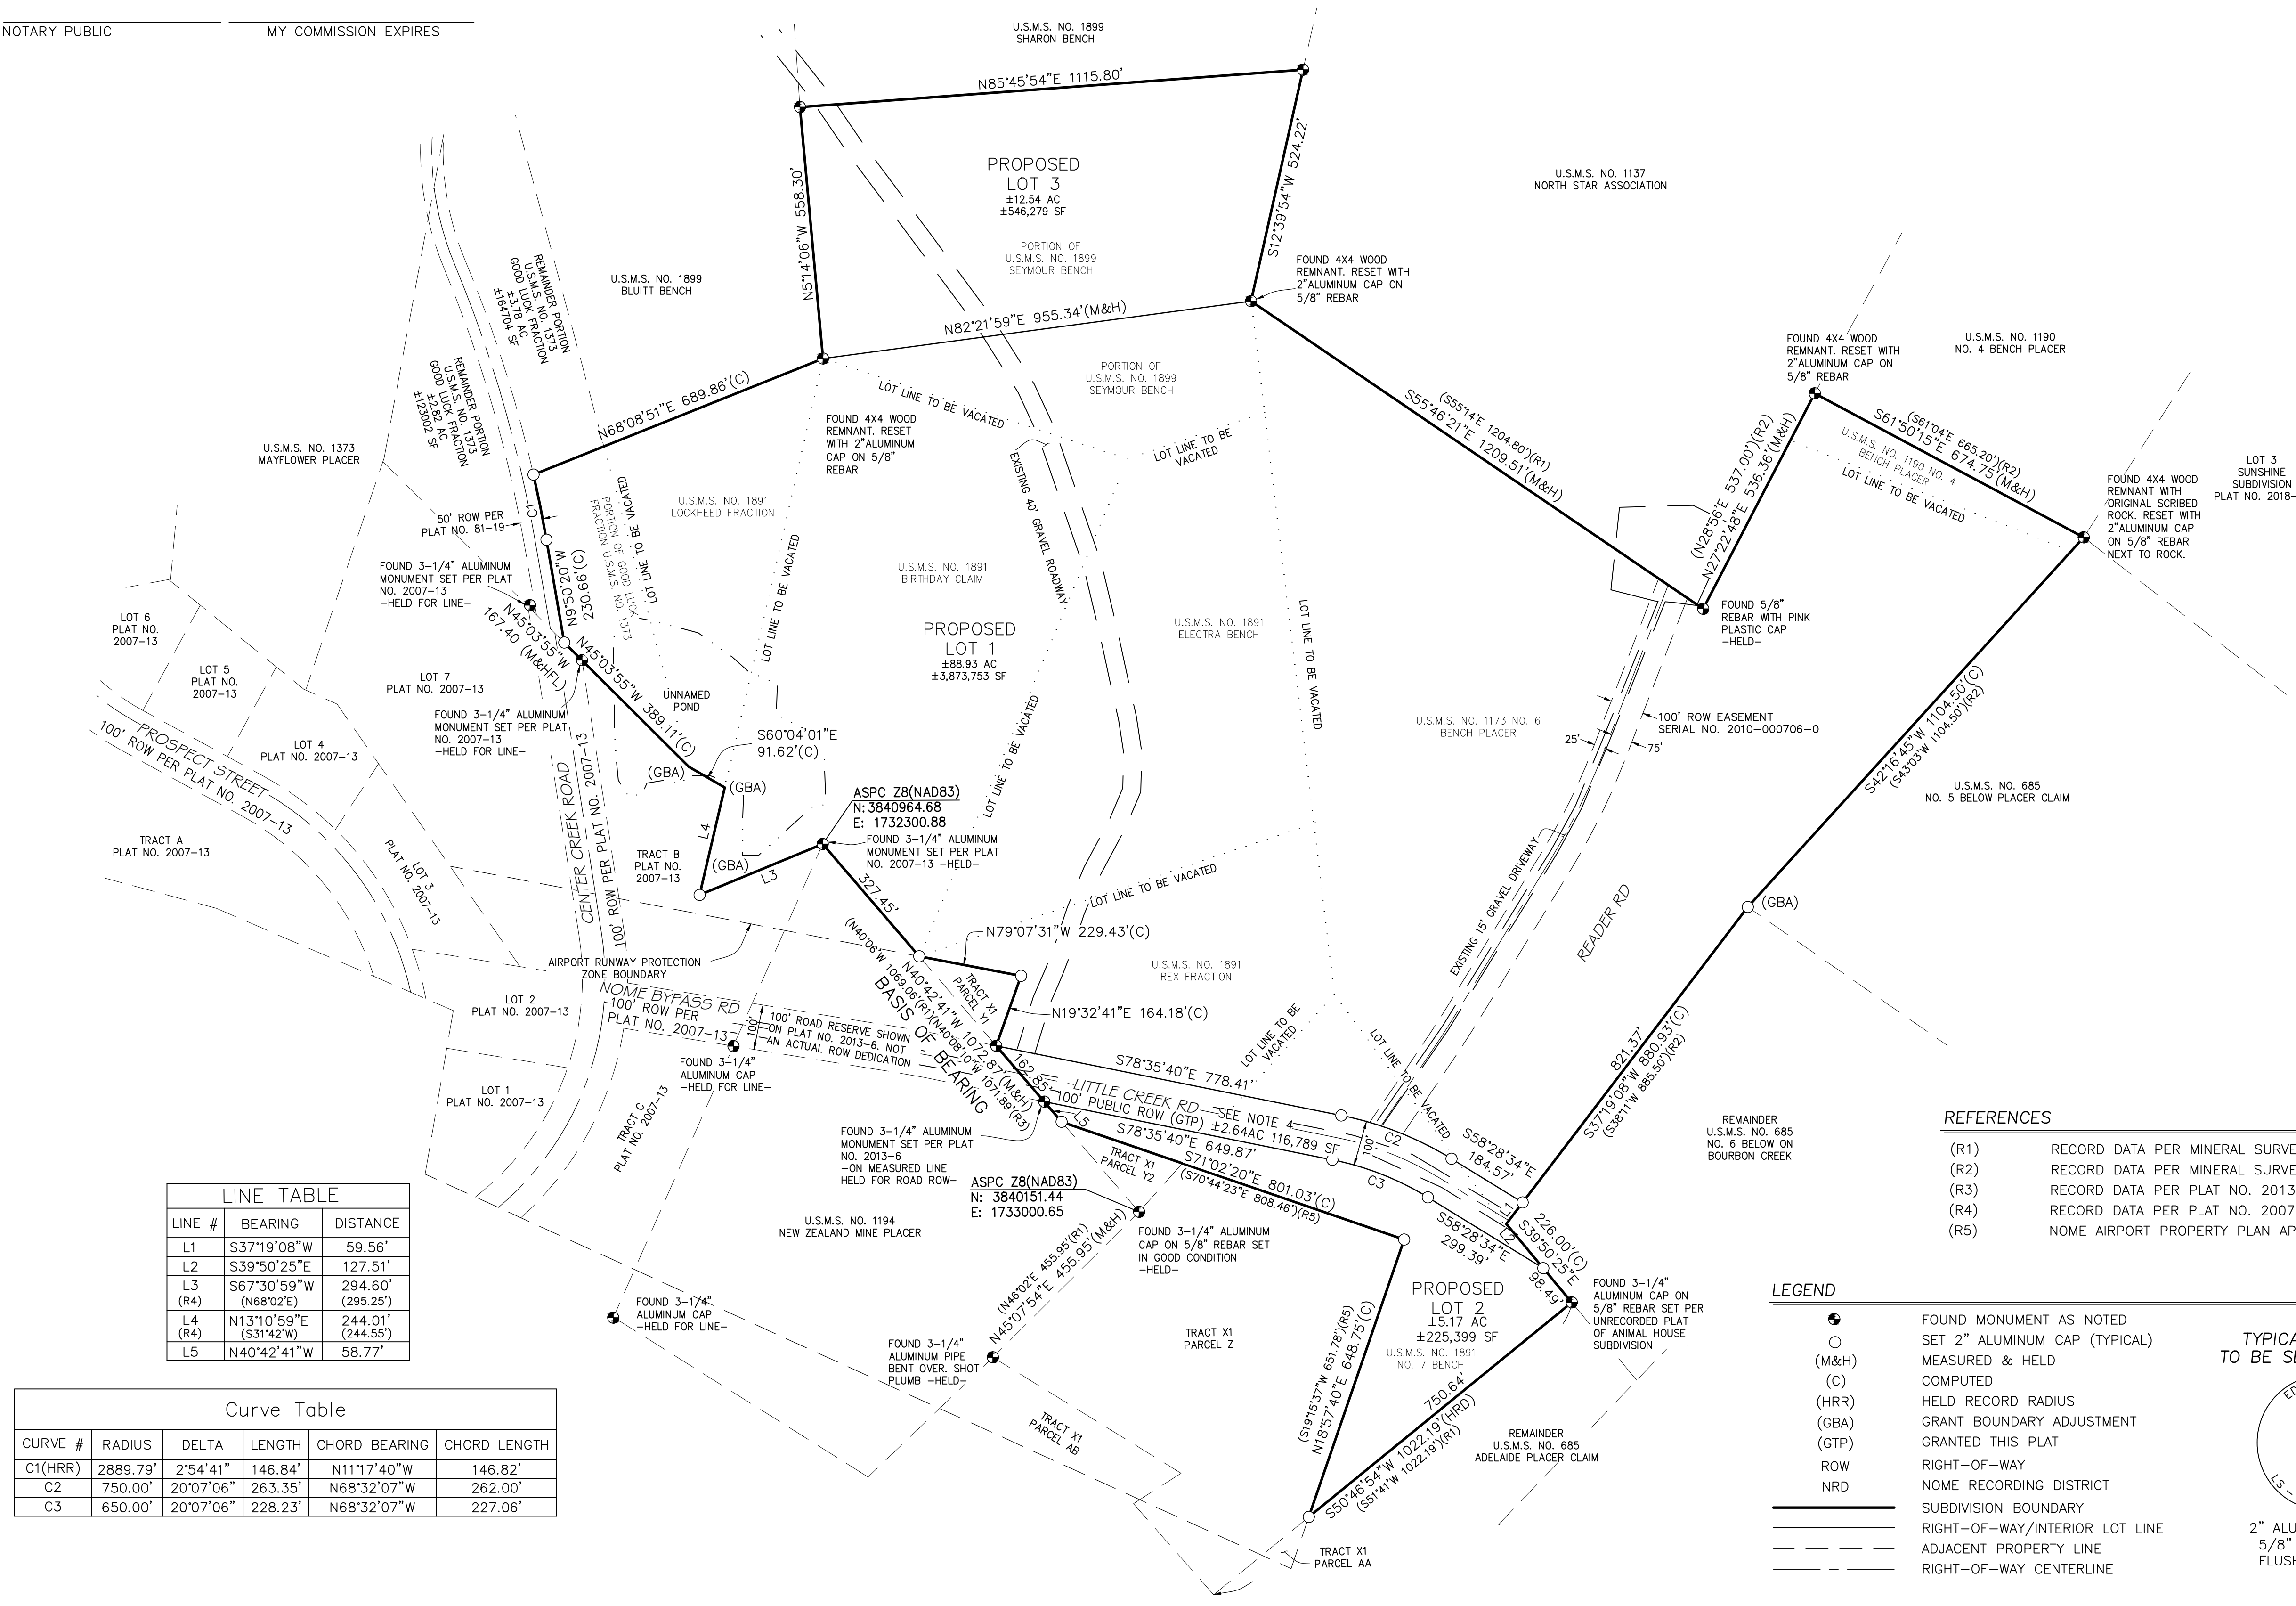 NOTARY PUBLIC
MY COMMISSION EXPIRES
U.S.M.S. NO. 1899
SHARON BENCH
N85°45'54"E 1115.80'
N5°14'06"W 558.30'
S12°39'54"W 524.22'
PROPOSED
LOT 3
±12.54 AC
±546,279 SF
PORTION OF
U.S.M.S. NO. 1899
SEYMOUR BENCH
U.S.M.S. NO. 1137
NORTH STAR ASSOCIATION
FOUND 4X4 WOOD
REMNANT. RESET WITH
2"ALUMINUM CAP ON
5/8" REBAR
U.S.M.S. NO. 1899
BLUITT BENCH
REMAINDER PORTION
U.S.M.S. NO. 1373
GOOD LUCK FRACTION
±3.78 AC
±164704 SF
REMAINDER PORTION
U.S.M.S. NO. 1373
GOOD LUCK FRACTION
±2.82 AC
±123002 SF
N82°21'59"E 955.34'(M&H)
PORTION OF
U.S.M.S. NO. 1899
SEYMOUR BENCH
N68°08'51"E 689.86'(C)
LOT LINE TO BE VACATED
FOUND 4X4 WOOD
REMNANT. RESET
WITH 2"ALUMINUM
CAP ON 5/8"
REBAR
LOT LINE TO BE
VACATED
(S55°14'E 1204.80')(R1)
S55°46'21"E 1209.51'(M&H)
FOUND 4X4 WOOD
REMNANT. RESET WITH
2"ALUMINUM CAP ON
5/8" REBAR
U.S.M.S. NO. 1190
NO. 4 BENCH PLACER
(S61°04'E 665.20')(R2)
S61°50'15"E 674.75'(M&H)
U.S.M.S. NO. 1190 NO. 4
BENCH PLACER
LOT LINE TO BE VACATED
(N28°56'E 537.00')(R2)
N27°22'48"E 536.36'(M&H)
LOT 3
SUNSHINE
SUBDIVISION
PLAT NO. 2018-
FOUND 4X4 WOOD
REMNANT WITH
ORIGINAL SCRIBED
ROCK. RESET WITH
2"ALUMINUM CAP
ON 5/8" REBAR
NEXT TO ROCK.
U.S.M.S. NO. 1373
MAYFLOWER PLACER
50' ROW PER
PLAT NO. 81-19
C1
U.S.M.S. NO. 1891
LOCKHEED FRACTION
LOT LINE TO BE VACATED
PORTION OF GOOD LUCK
FRACTION U.S.M.S. NO. 1373
EXISTING 40' GRAVEL ROADWAY
FOUND 3-1/4" ALUMINUM
MONUMENT SET PER PLAT
NO. 2007-13
-HELD FOR LINE-
N9°50'20"W
230.66'(C)
N45°03'55"W
167.40 (M&HFL)
LOT LINE TO BE VACATED
U.S.M.S. NO. 1891
BIRTHDAY CLAIM
PROPOSED
LOT 1
±88.93 AC
±3,873,753 SF
U.S.M.S. NO. 1891
ELECTRA BENCH
LOT LINE TO BE VACATED
FOUND 5/8"
REBAR WITH PINK
PLASTIC CAP
-HELD-
LOT 6
PLAT NO.
2007-13
LOT 5
PLAT NO.
2007-13
LOT 7
PLAT NO. 2007-13
LOT 4
PLAT NO. 2007-13
FOUND 3-1/4" ALUMINUM
MONUMENT SET PER PLAT
NO. 2007-13
-HELD FOR LINE-
N45°03'55"W 389.11'(C)
UNNAMED
POND
S60°04'01"E
91.62'(C)
(GBA)
(GBA)
(GBA)
LOT LINE TO BE VACATED
U.S.M.S. NO. 1173 NO. 6
BENCH PLACER
25'
75'
100' ROW EASEMENT
SERIAL NO. 2010-000706-0
S42°16'45"W 1104.50'(C)
(S43°03'W 1104.50')(R2)
U.S.M.S. NO. 685
NO. 5 BELOW PLACER CLAIM
PROSPECT STREET
100' ROW PER PLAT NO. 2007-13
CENTER CREEK ROAD
100' ROW PER PLAT NO. 2007-13
TRACT A
PLAT NO. 2007-13
LOT 3
PLAT NO. 2007-13
TRACT B
PLAT NO.
2007-13
L4
L3
ASPC Z8(NAD83)
N: 3840964.68
E: 1732300.88
FOUND 3-1/4" ALUMINUM
MONUMENT SET PER PLAT
NO. 2007-13 -HELD-
327.45'
LOT LINE TO BE VACATED
EXISTING 15' GRAVEL DRIVEWAY
READER RD
(GBA)
AIRPORT RUNWAY PROTECTION
ZONE BOUNDARY
N79°07'31"W 229.43'(C)
U.S.M.S. NO. 1891
REX FRACTION
TRACT X1
PARCEL Y1
N19°32'41"E 164.18'(C)
LOT 2
PLAT NO. 2007-13
NOME BYPASS RD
100' ROW PER
PLAT NO. 2007-13
100'
100' ROAD RESERVE SHOWN
ON PLAT NO. 2013-6. NOT
AN ACTUAL ROW DEDICATION
N40°42'41"W 1072.87'(M&H)
(N40°06'W 1069.06'(R1)(N40°08'10"W 1071.89')(R3)
BASIS OF BEARING
162.85'
LOT LINE TO BE
VACATED
LOT LINE TO BE VACATED
S78°35'40"E 778.41'
LITTLE CREEK RD SEE NOTE 4
100' PUBLIC ROW (GTP) ±2.64AC 116,789 SF
L5
S78°35'40"E 649.87'
C2
100'
C3
S58°28'34"E
184.57'
FOUND 3-1/4"
ALUMINUM CAP
-HELD FOR LINE-
LOT 1
PLAT NO. 2007-13
TRACT C
PLAT NO. 2007-13
FOUND 3-1/4" ALUMINUM
MONUMENT SET PER PLAT
NO. 2013-6
-ON MEASURED LINE
HELD FOR ROAD ROW-
TRACT X1
PARCEL Y2
S71°02'20"E 801.03'(C)
(S70°44'23"E 808.46')(R5)
ASPC Z8(NAD83)
N: 3840151.44
E: 1733000.65
821.37'
S37°19'08"W 880.93'(C)
(S38°11'W 885.50')(R2)
REMAINDER
U.S.M.S. NO. 685
NO. 6 BELOW ON
BOURBON CREEK
L1
L2
226.00'(C)
S39°50'25"E
98.49'
S58°28'34"E
299.39'
U.S.M.S. NO. 1194
NEW ZEALAND MINE PLACER
FOUND 3-1/4" ALUMINUM
CAP ON 5/8" REBAR SET
IN GOOD CONDITION
-HELD-
(N46°02'E 455.95'(R1)
N45°07'54"E 455.95'(M&H)
PROPOSED
LOT 2
±5.17 AC
±225,399 SF
U.S.M.S. NO. 1891
NO. 7 BENCH
FOUND 3-1/4"
ALUMINUM CAP ON
5/8" REBAR SET PER
UNRECORDED PLAT
OF ANIMAL HOUSE
SUBDIVISION
FOUND 3-1/4"
ALUMINUM CAP
-HELD FOR LINE-
FOUND 3-1/4"
ALUMINUM PIPE
BENT OVER. SHOT
PLUMB -HELD-
TRACT X1
PARCEL Z
(S19°15'37"W 651.78')(R5)
N18°57'40"E 648.75'(C)
750.64'
S50°46'54"W 1022.19'(HRD)
(S51°41'W 1022.19')(R1)
TRACT X1
PARCEL AB
REMAINDER
U.S.M.S. NO. 685
ADELAIDE PLACER CLAIM
TRACT X1
PARCEL AA
LINE TABLE
LINE # BEARING DISTANCE
L1 S37°19'08"W 59.56'
L2 S39°50'25"E 127.51'
L3 S67°30'59"W 294.60'
(R4) (N68°02'E) (295.25')
L4 N13°10'59"E 244.01'
(R4) (S31°42'W) (244.55')
L5 N40°42'41"W 58.77'
Curve Table
CURVE # RADIUS DELTA LENGTH CHORD BEARING CHORD LENGTH
C1(HRR) 2889.79' 2°54'41" 146.84' N11°17'40"W 146.82'
C2 750.00' 20°07'06" 263.35' N68°32'07"W 262.00'
C3 650.00' 20°07'06" 228.23' N68°32'07"W 227.06'
REFERENCES
(R1) RECORD DATA PER MINERAL SURVE
(R2) RECORD DATA PER MINERAL SURVE
(R3) RECORD DATA PER PLAT NO. 2013
(R4) RECORD DATA PER PLAT NO. 2007
(R5) NOME AIRPORT PROPERTY PLAN AP
LEGEND
FOUND MONUMENT AS NOTED
SET 2" ALUMINUM CAP (TYPICAL)
(M&H) MEASURED & HELD
(C) COMPUTED
(HRR) HELD RECORD RADIUS
(GBA) GRANT BOUNDARY ADJUSTMENT
(GTP) GRANTED THIS PLAT
ROW RIGHT-OF-WAY
NRD NOME RECORDING DISTRICT
SUBDIVISION BOUNDARY
RIGHT-OF-WAY/INTERIOR LOT LINE
ADJACENT PROPERTY LINE
RIGHT-OF-WAY CENTERLINE
TYPICA
TO BE SE
LS -
2" ALU
5/8"
FLUSH